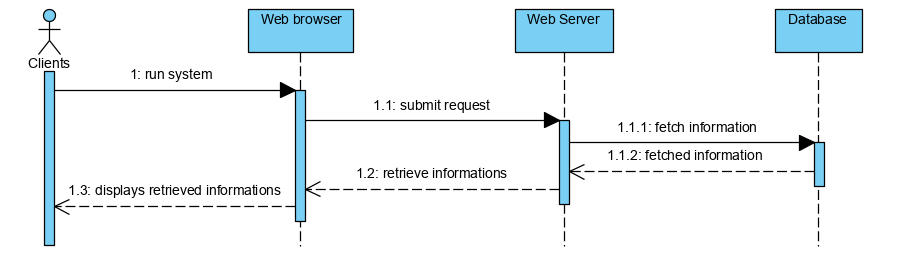 Web browser
Web Server
Database
Clients
1: run system
1.1: submit request
1.1.1: fetch information
1.1.2: fetched information
1.2: retrieve informations
1.3: displays retrieved informations